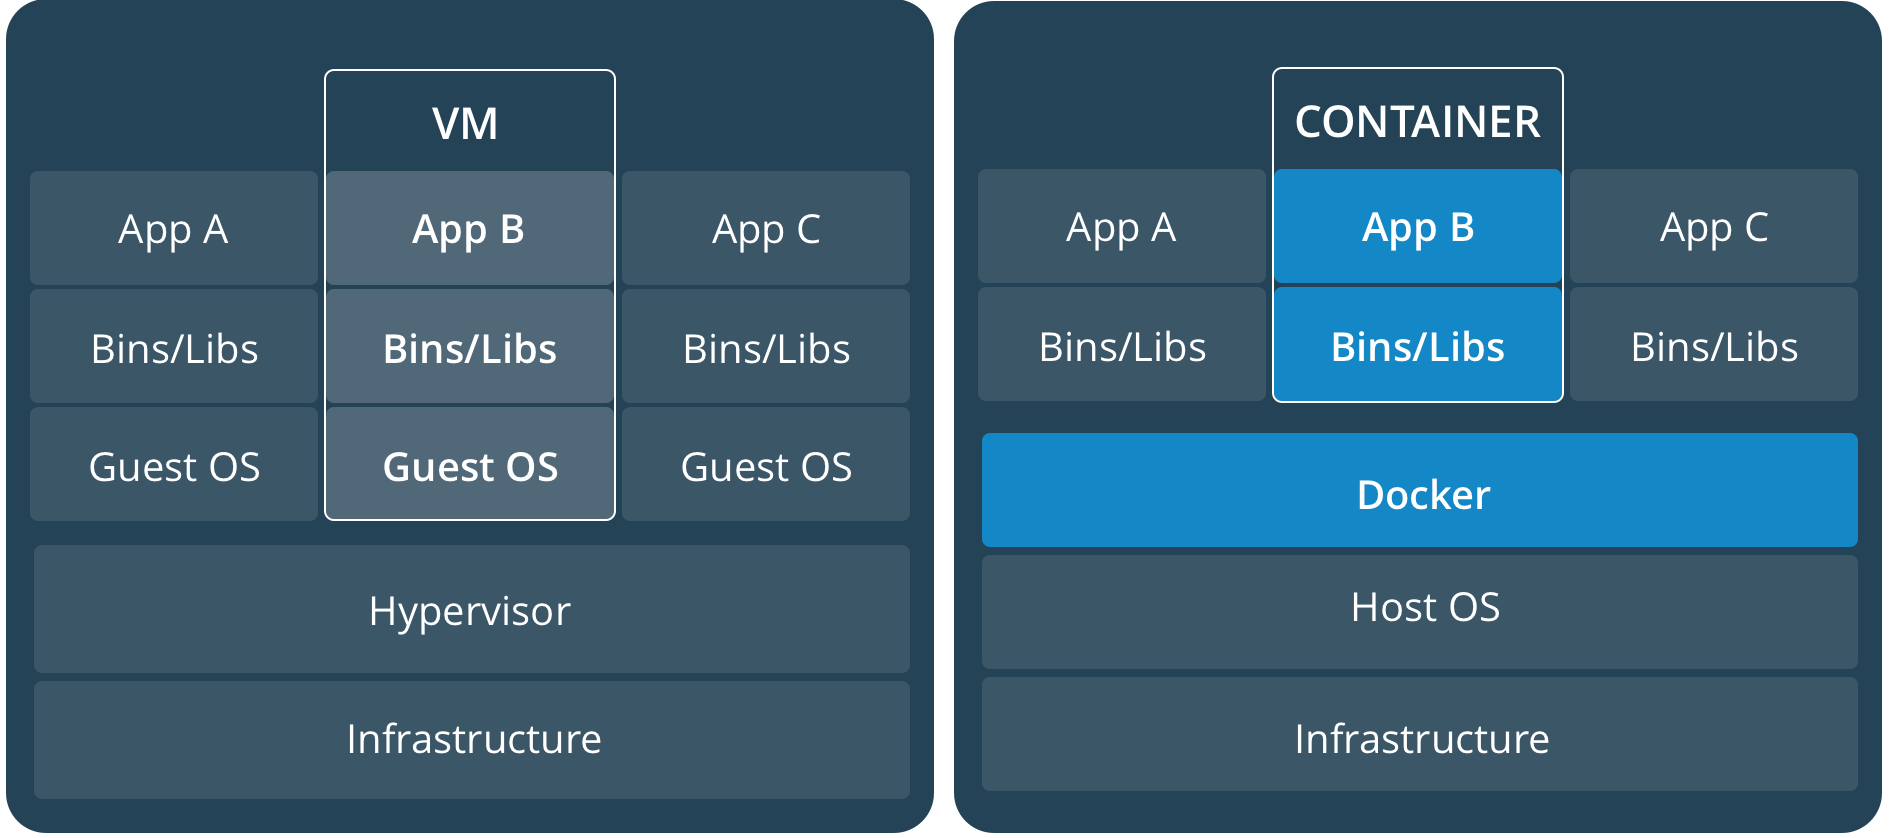 VM
App A
App B
App C
Bins/Libs
Bins/Libs
Bins/Libs
Guest OS
Guest OS
Guest OS
Hypervisor
Infrastructure
CONTAINER
App A
App B
App C
Bins/Libs
Bins/Libs
Bins/Libs
Docker
Host OS
Infrastructure